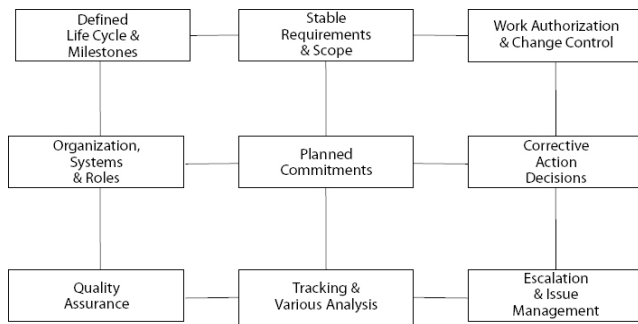 Defined
Life Cycle &
Milestones
Stable
Requirements
& Scope
Work Authorization
& Change Control
Organization,
Systems
& Roles
Planned
Commitments
Corrective
Action
Decisions
Quality
Assurance
Tracking &
Various Analysis
Escalation
& Issue
Management